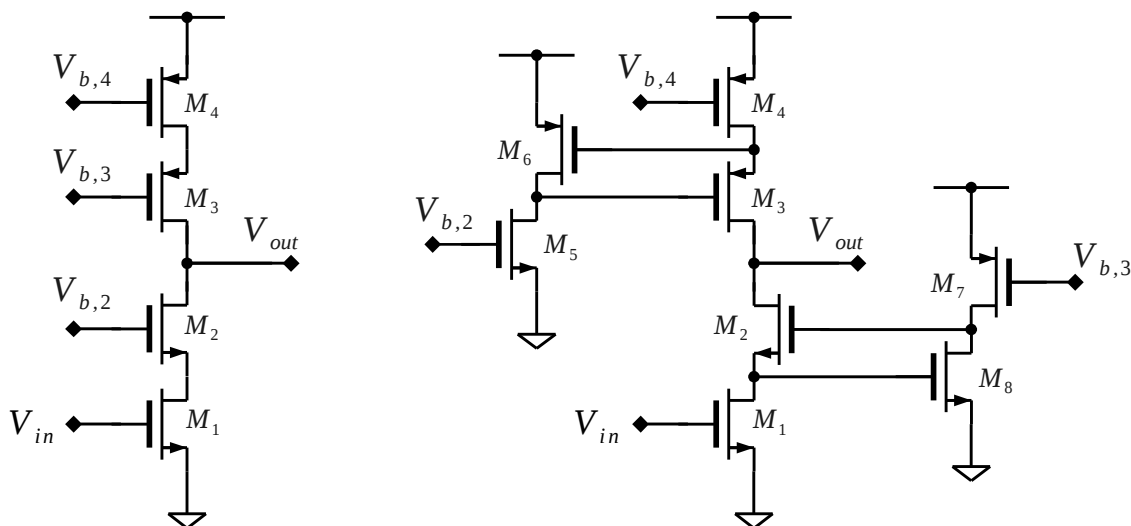 V_{b,4}
M_4
V_{b,3}
M_3
V_{out}
V_{b,2}
M_2
V_{in}
M_1
V_{b,4}
M_4
M_6
M_3
V_{b,2}
M_5
V_{out}
V_{b,3}
M_7
M_2
M_8
V_{in}
M_1